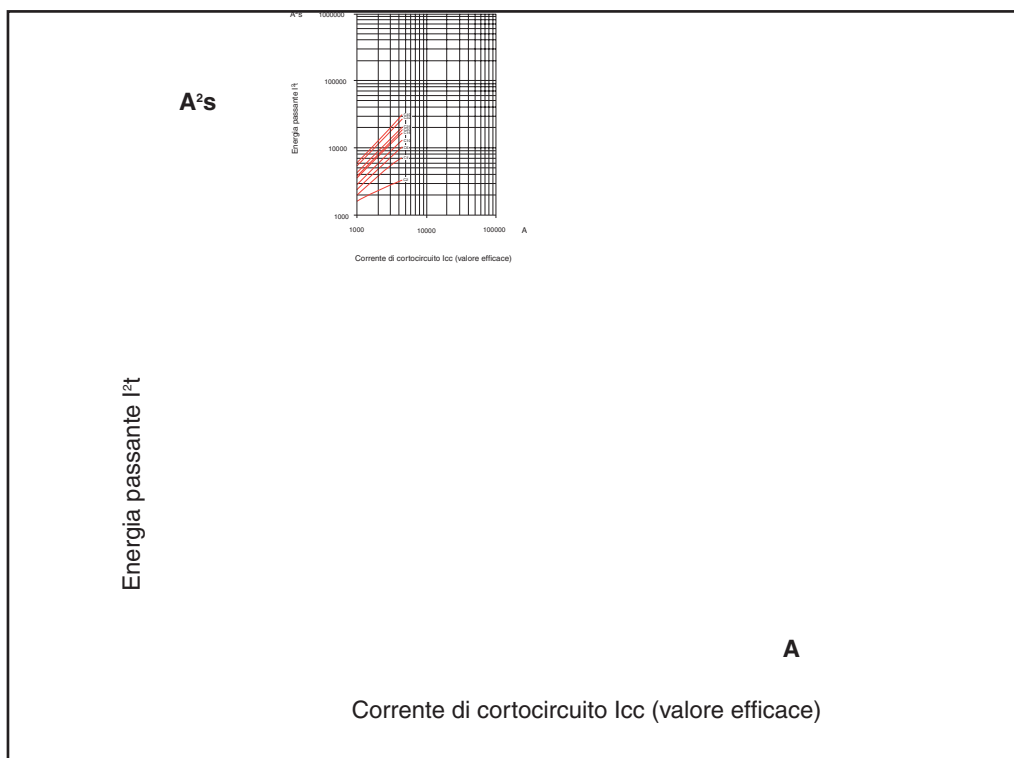 A²s
1000000
100000
10000
1000
Energia passante I²t
1000 10000 100000 A
Corrente di cortocircuito Icc (valore efficace)
A²s
Energia passante I²t
A
Corrente di cortocircuito Icc (valore efficace)